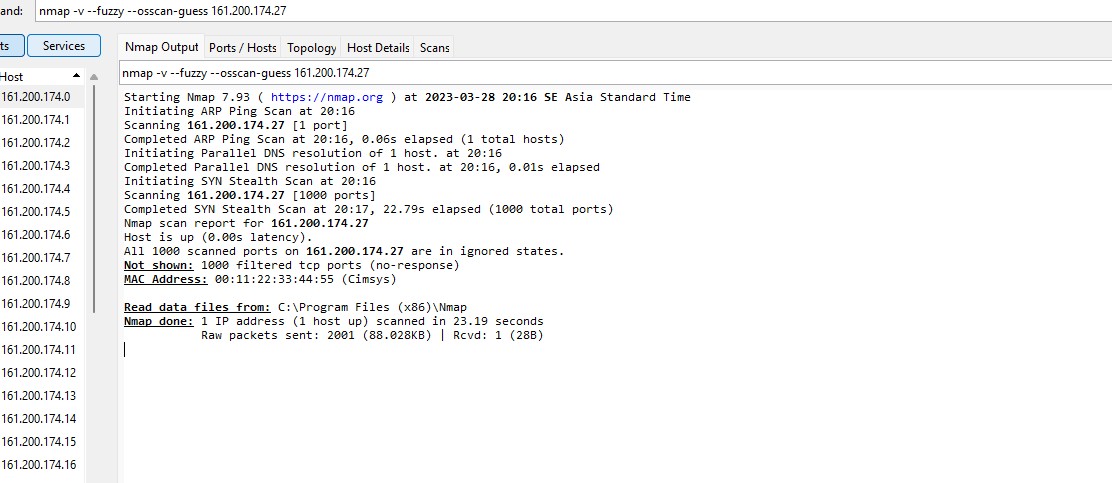 and: nmap -v --fuzzy --osscan-guess 161.200.174.27
ts Services
Nmap Output Ports / Hosts Topology Host Details Scans
Host
nmap -v --fuzzy --osscan-guess 161.200.174.27
161.200.174.0
161.200.174.1
161.200.174.2
161.200.174.3
161.200.174.4
161.200.174.5
161.200.174.6
161.200.174.7
161.200.174.8
161.200.174.9
161.200.174.10
161.200.174.11
161.200.174.12
161.200.174.13
161.200.174.14
161.200.174.15
161.200.174.16
Starting Nmap 7.93 ( https://nmap.org ) at 2023-03-28 20:16 SE Asia Standard Time
Initiating ARP Ping Scan at 20:16
Scanning 161.200.174.27 [1 port]
Completed ARP Ping Scan at 20:16, 0.06s elapsed (1 total hosts)
Initiating Parallel DNS resolution of 1 host. at 20:16
Completed Parallel DNS resolution of 1 host. at 20:16, 0.01s elapsed
Initiating SYN Stealth Scan at 20:16
Scanning 161.200.174.27 [1000 ports]
Completed SYN Stealth Scan at 20:17, 22.79s elapsed (1000 total ports)
Nmap scan report for 161.200.174.27
Host is up (0.00s latency).
All 1000 scanned ports on 161.200.174.27 are in ignored states.
Not shown: 1000 filtered tcp ports (no-response)
MAC Address: 00:11:22:33:44:55 (Cimsys)
Read data files from: C:\Program Files (x86)\Nmap
Nmap done: 1 IP address (1 host up) scanned in 23.19 seconds
Raw packets sent: 2001 (88.028KB) | Rcvd: 1 (28B)